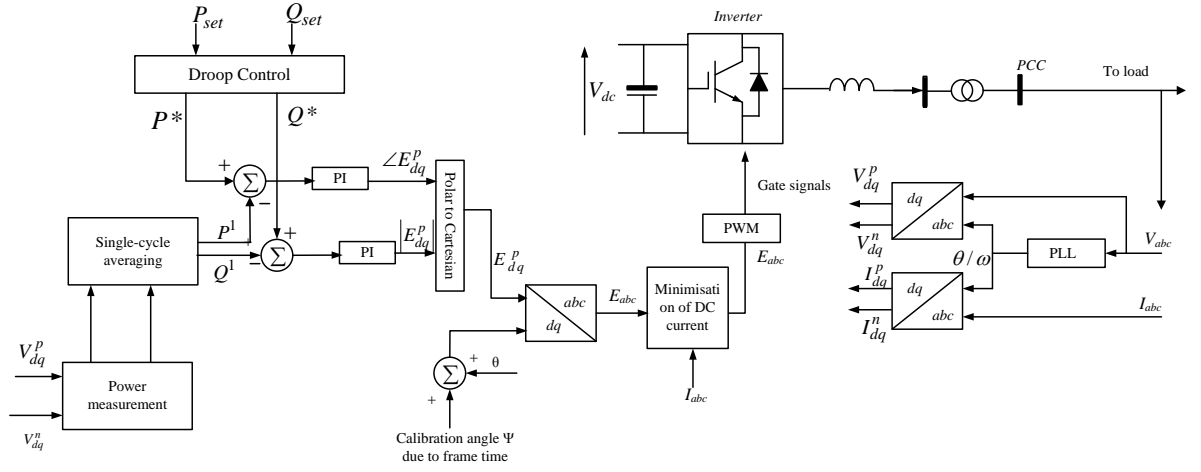 P_set
Q_set
Droop Control
P*
Q*
+
Σ
−
PI
∠E_dq^p
Polar to Cartesian
Single-cycle
averaging
P^1
Q^1
+
+
−
Σ
PI
|E_dq^p|
E_dq^p
V_dq^p
V_dq^n
Power
measurement
abc
dq
E_abc
+
+
Σ
θ
Calibration angle Ψ
due to frame time
Minimisati
on of DC
current
I_abc
E_abc
PWM
Gate signals
Inverter
V_dc
PCC
To load
V_dq^p
V_dq^n
dq
abc
PLL
V_abc
θ/ω
I_dq^p
I_dq^n
dq
abc
I_abc